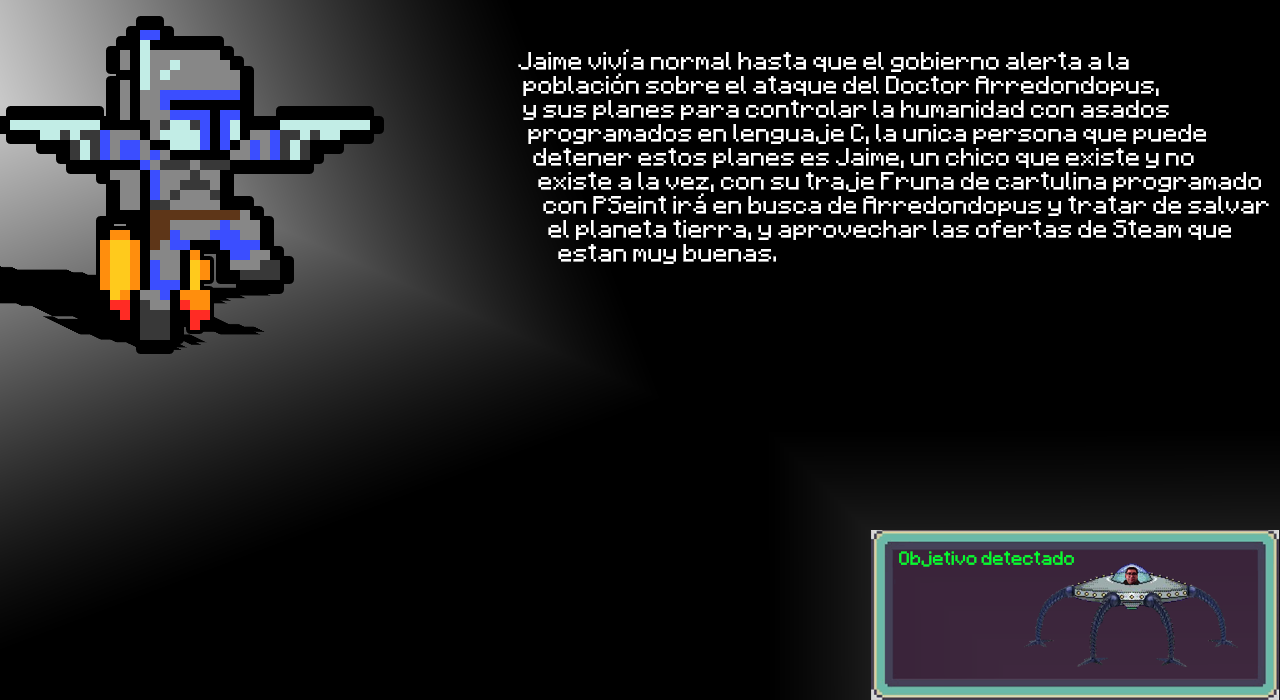 Jaime vivía normal hasta que el gobierno alerta a la
población sobre el ataque del Doctor Arredondopus,
y sus planes para controlar la humanidad con asados
programados en lenguaje C, la unica persona que puede
detener estos planes es Jaime, un chico que existe y no
existe a la vez, con su traje Fruna de cartulina programado
con PSeint irá en busca de Arredondopus y tratar de salvar
el planeta tierra, y aprovechar las ofertas de Steam que
estan muy buenas.
Objetivo detectado